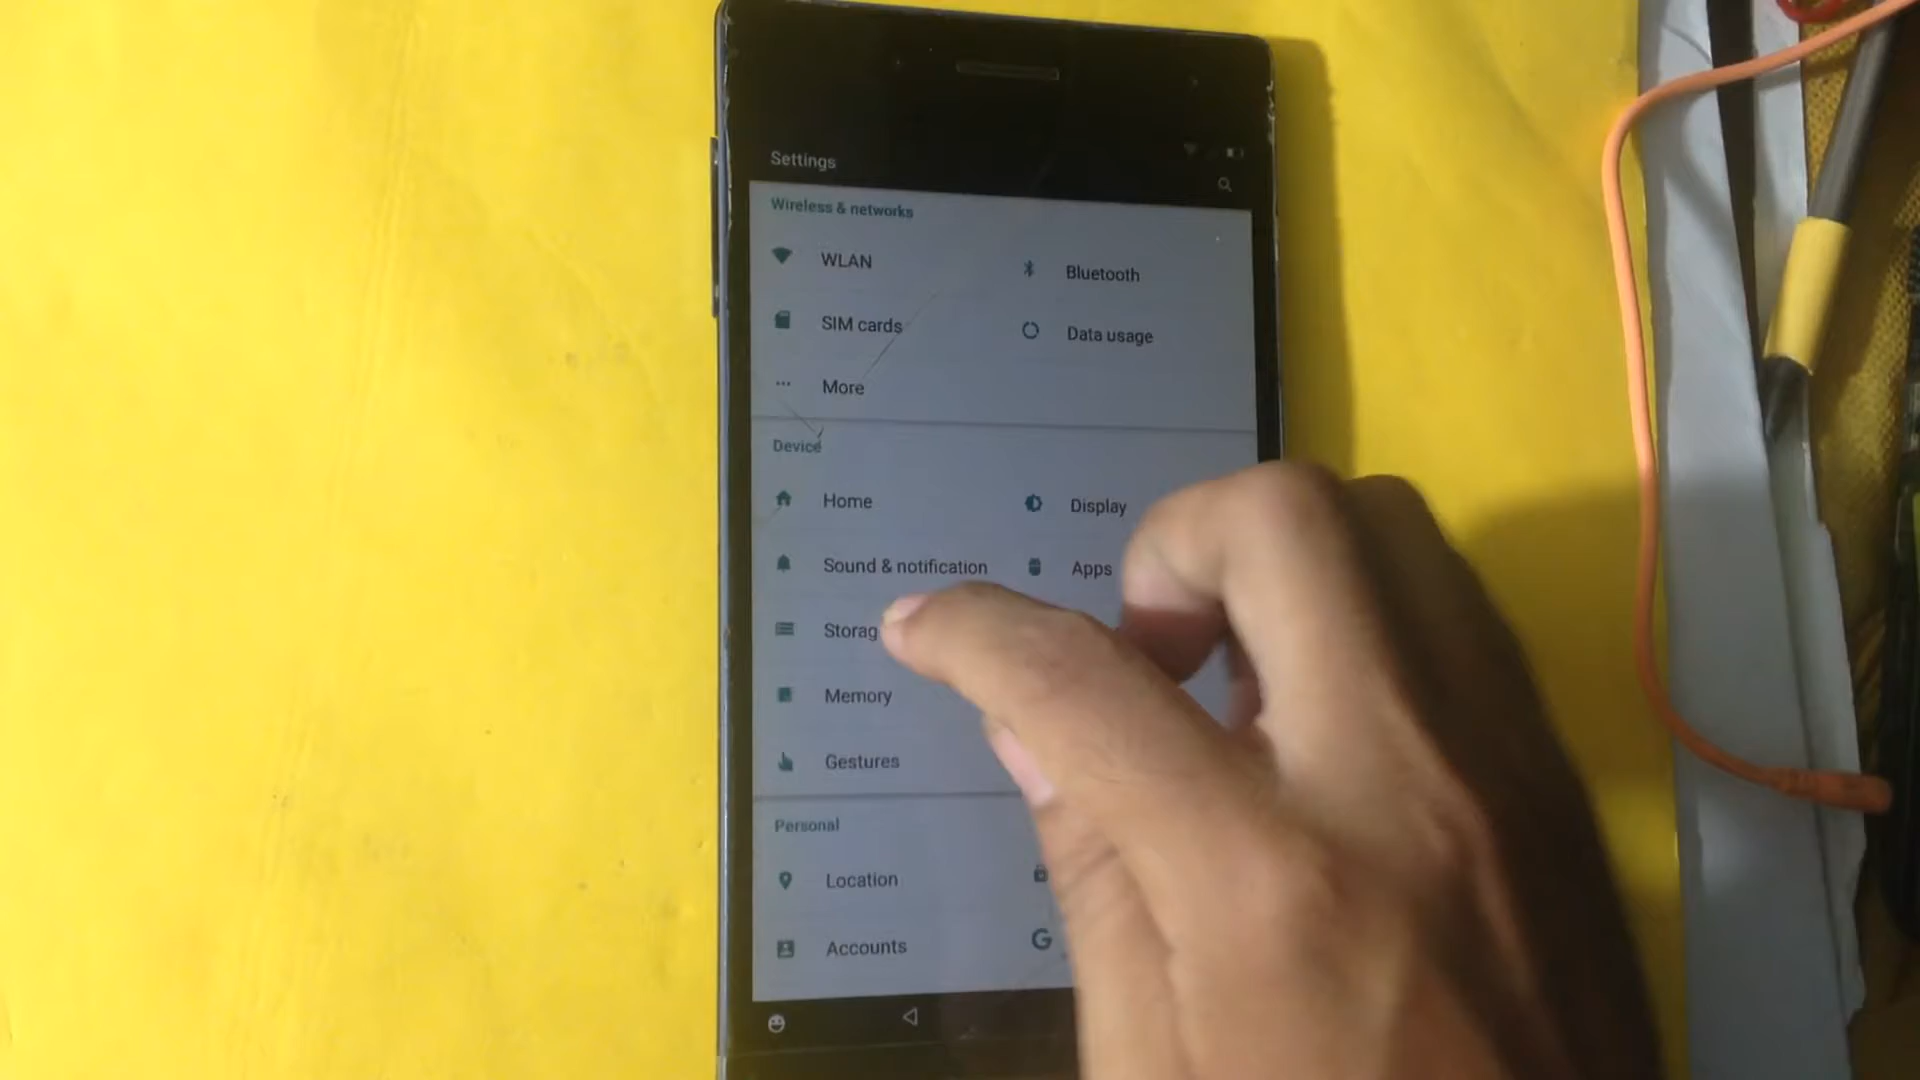 Settings
Wireless & networks
WLAN
Bluetooth
SIM cards
Data usage
More
Device
Home
Display
Sound & notification
Apps
Storag
Memory
Gestures
Personal
Location
Accounts
G